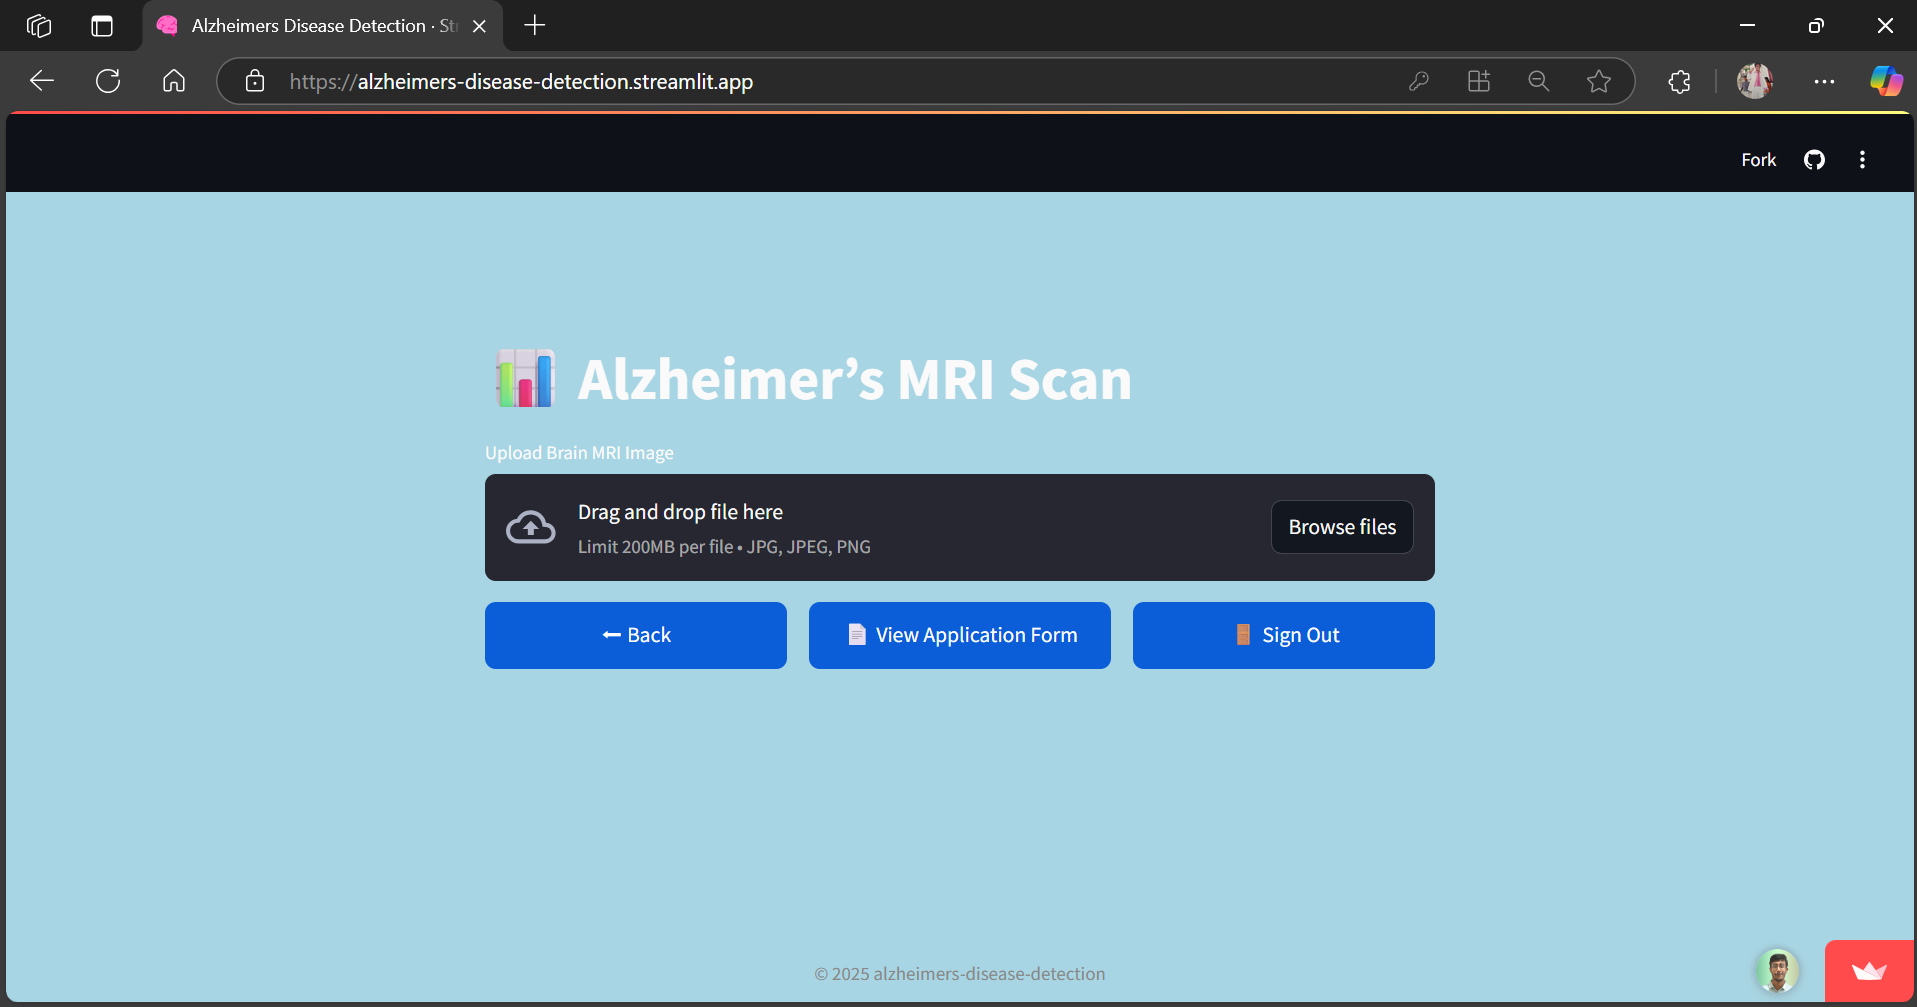 Alzheimers Disease Detection · St
https://alzheimers-disease-detection.streamlit.app
Fork
Alzheimer’s MRI Scan
Upload Brain MRI Image
Drag and drop file here
Limit 200MB per file • JPG, JPEG, PNG
Browse files
Back
View Application Form
Sign Out
© 2025 alzheimers-disease-detection